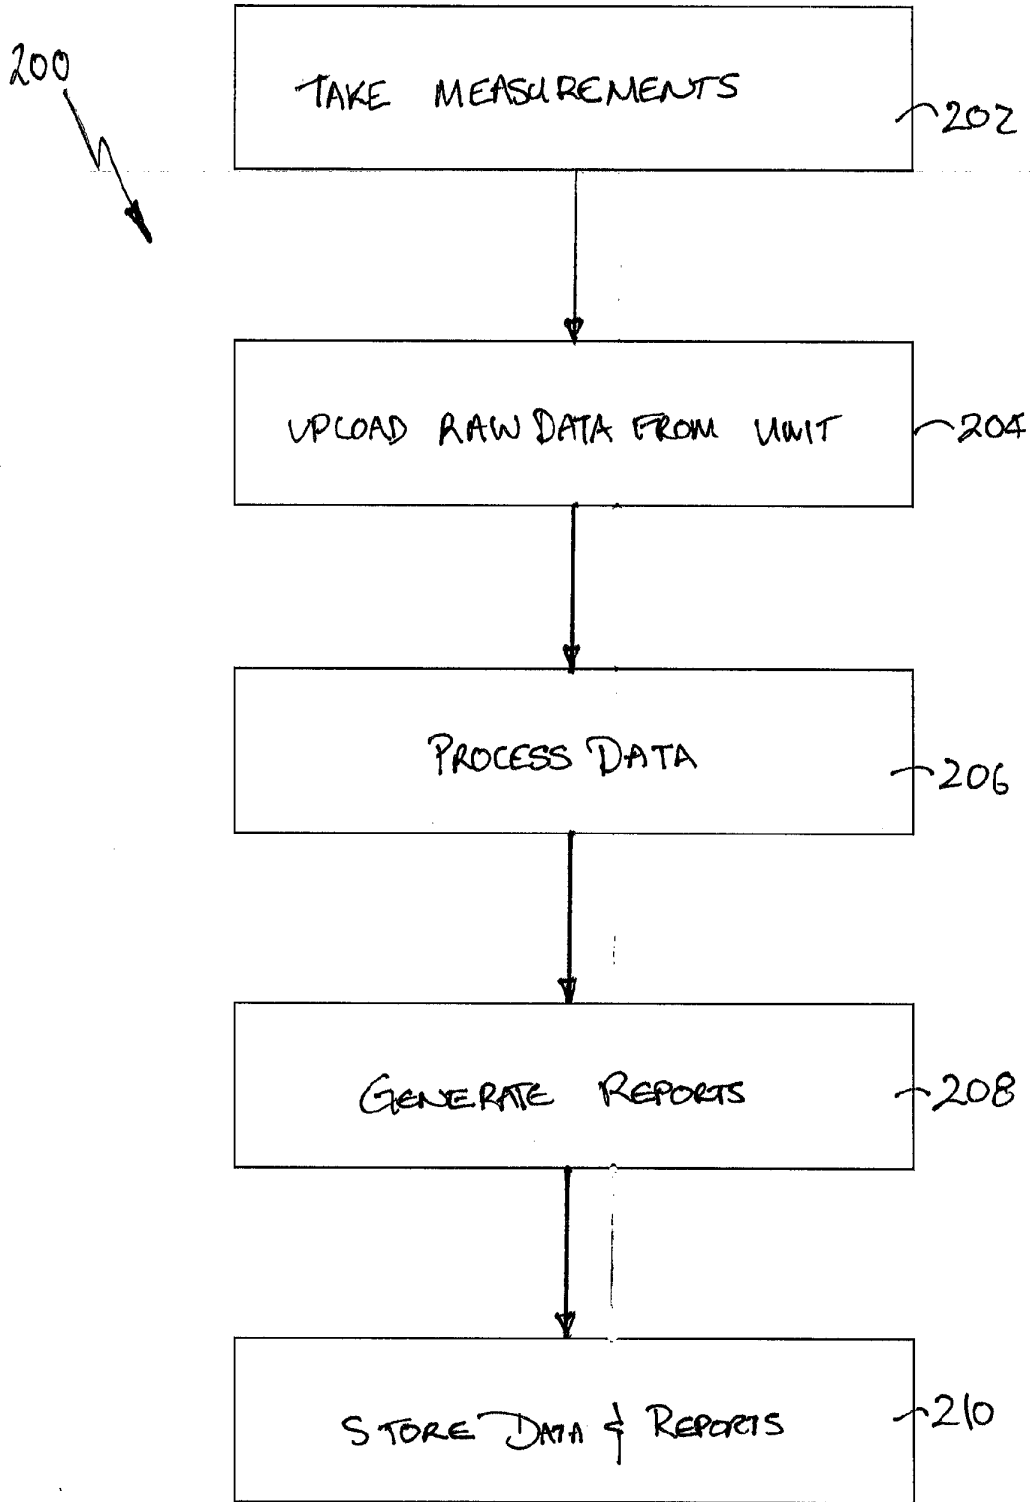 200
TAKE MEASUREMENTS
202
UPLOAD RAW DATA FROM UNIT
204
PROCESS DATA
206
GENERATE REPORTS
208
STORE DATA & REPORTS
210